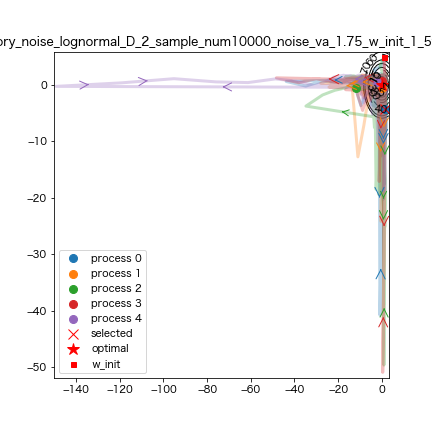 ory_noise_lognormal_D_2_sample_num10000_noise_va_1.75_w_init_1_5
0
−10
−20
−30
−40
−50
process 0
process 1
process 2
process 3
process 4
selected
optimal
w_init
−140 −120 −100 −80 −60 −40 −20 0